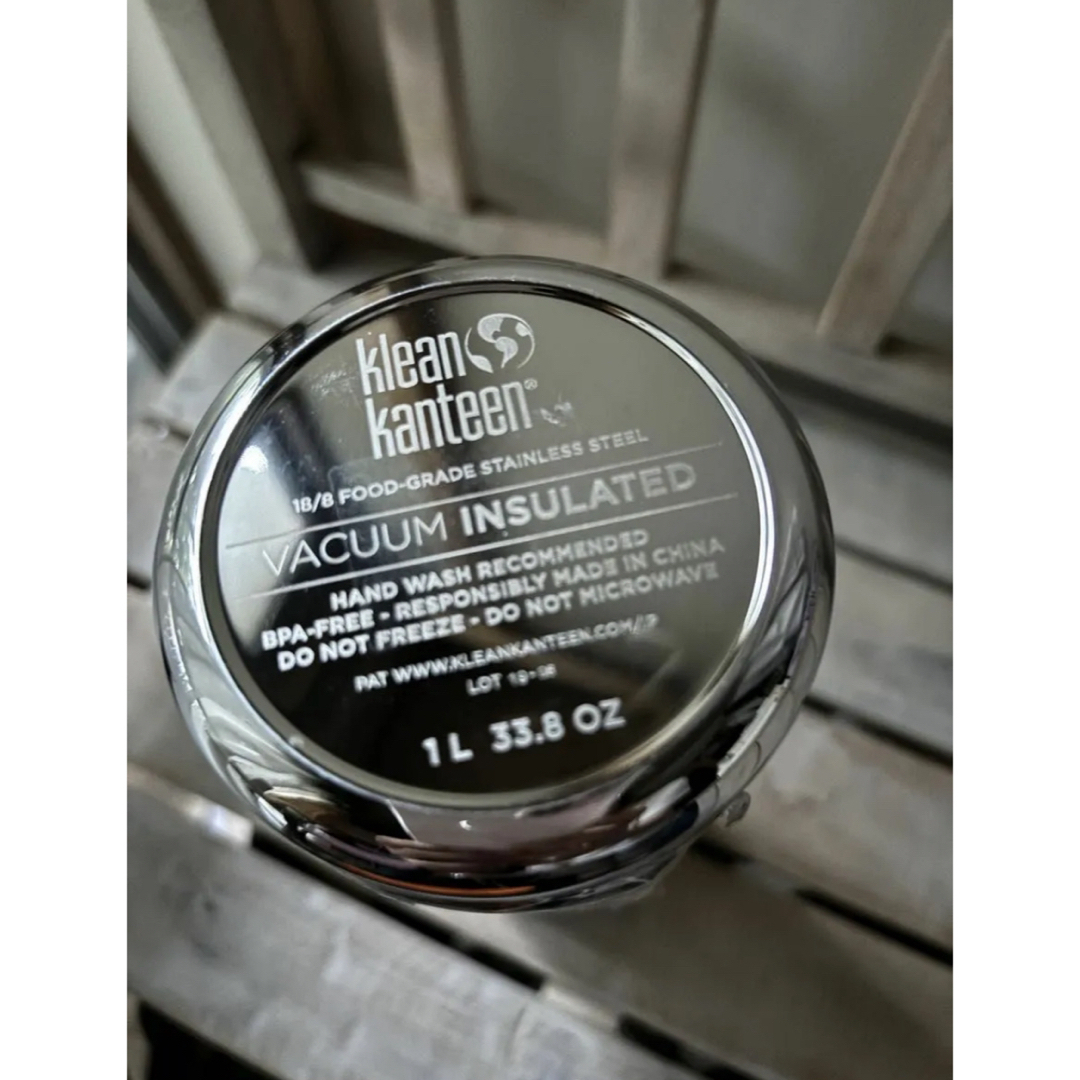 klean
kanteen®
18/8 FOOD-GRADE STAINLESS STEEL
VACUUM INSULATED
HAND WASH RECOMMENDED
BPA-FREE - RESPONSIBLY MADE IN CHINA
DO NOT FREEZE - DO NOT MICROWAVE
PAT WWW.KLEANKANTEEN.COM/IP
LOT
1 L 33.8 OZ